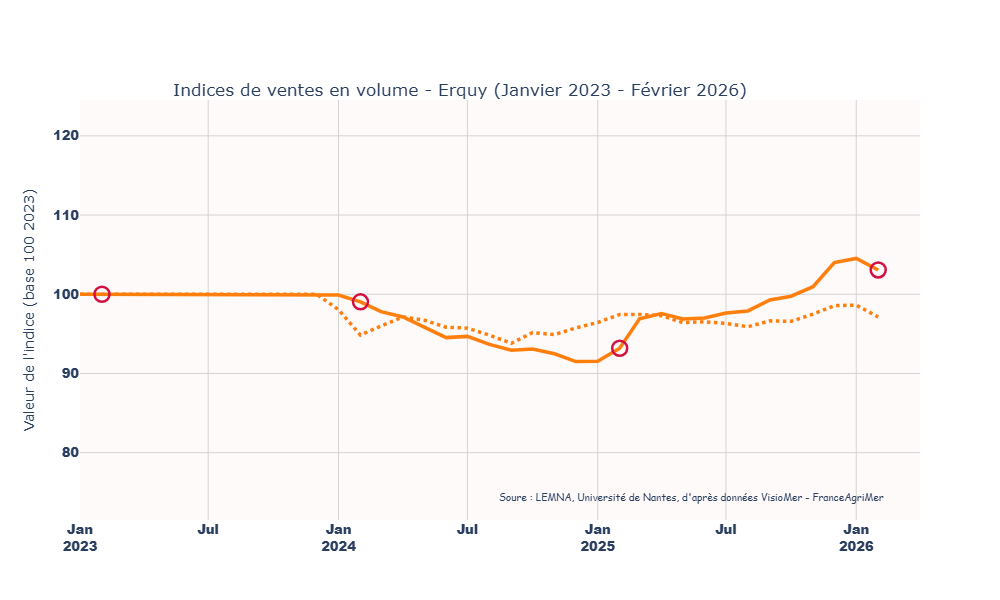 Indices de ventes en volume - Erquy (Janvier 2023 - Février 2026)
Valeur de l'indice (base 100 2023)
120
110
100
90
80
Soure : LEMNA, Université de Nantes, d'après données VisioMer - FranceAgriMer
Jan Jul Jan Jul Jan Jul Jan
2023 2024 2025 2026